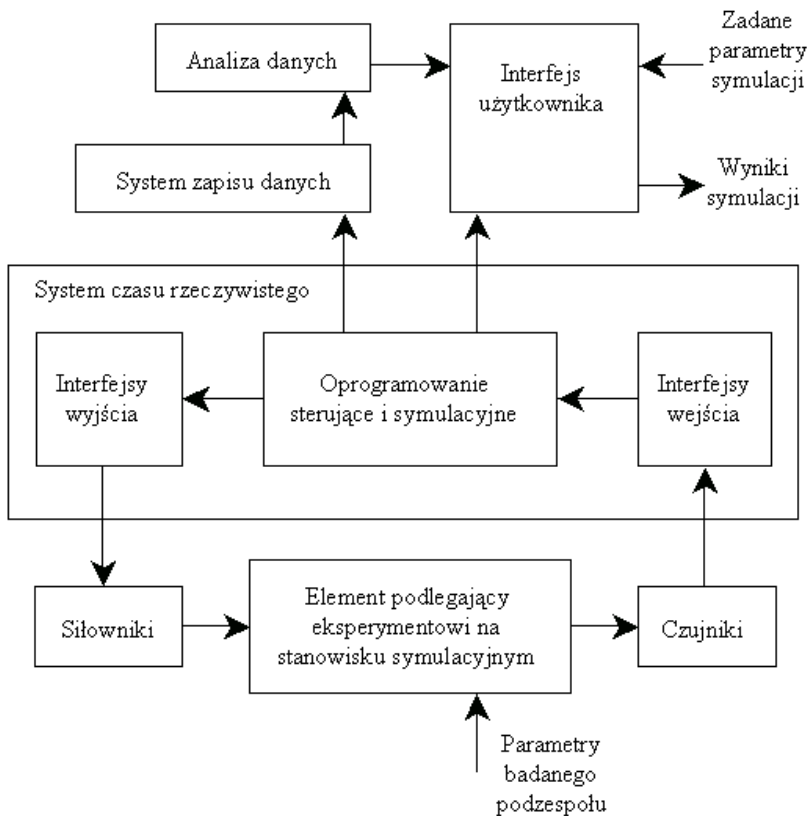 Analiza danych
Interfejs
użytkownika
Zadane
parametry
symulacji
System zapisu danych
Wyniki
symulacji
System czasu rzeczywistego
Interfejsy
wyjścia
Oprogramowanie
sterujące i symulacyjne
Interfejsy
wejścia
Siłowniki
Element podlegający
eksperymentowi na
stanowisku symulacyjnym
Czujniki
Parametry
badanego
podzespołu